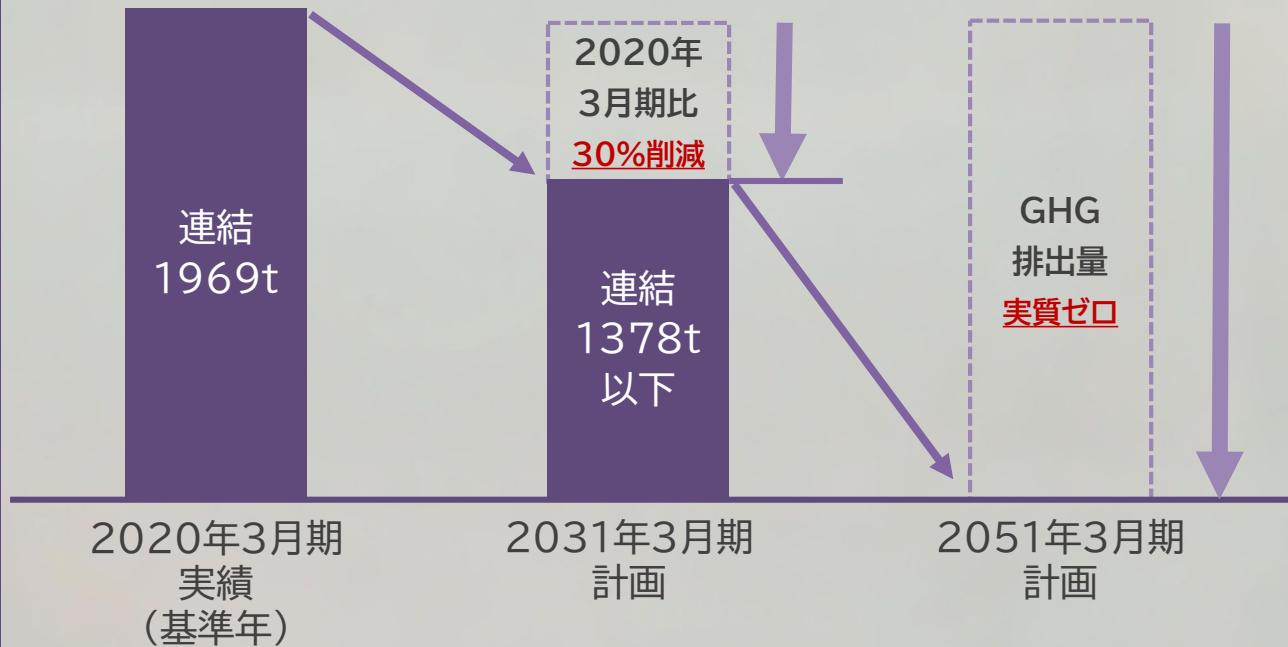 連結
1969t
2020年
3月期比
30%削減
連結
1378t
以下
GHG
排出量
実質ゼロ
2020年3月期
実績
（基準年）
2031年3月期
計画
2051年3月期
計画